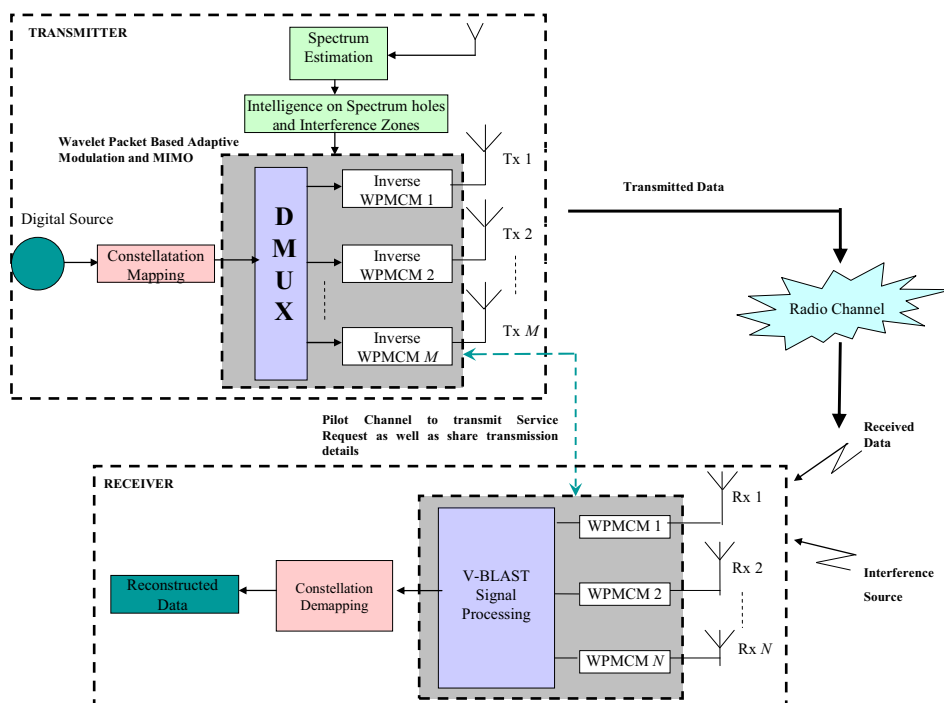 TRANSMITTER
Spectrum
Estimation
Intelligence on Spectrum holes
and Interference Zones
Wavelet Packet Based Adaptive
Modulation and MIMO
Digital Source
Constellatation
Mapping
D
M
U
X
Inverse
WPMCM 1
Inverse
WPMCM 2
Inverse
WPMCM M
Tx 1
Tx 2
Tx M
Transmitted Data
Radio Channel
Pilot Channel to transmit Service
Request as well as share transmission
details
Received
Data
Interference
Source
RECEIVER
Reconstructed
Data
Constellation
Demapping
V-BLAST
Signal
Processing
WPMCM 1
WPMCM 2
WPMCM N
Rx 1
Rx 2
Rx N